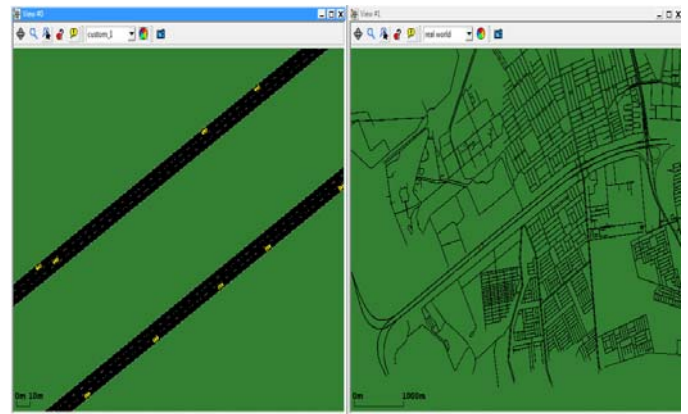 View #0
custom_1
0m 10m
View #1
real world
0m 1000m